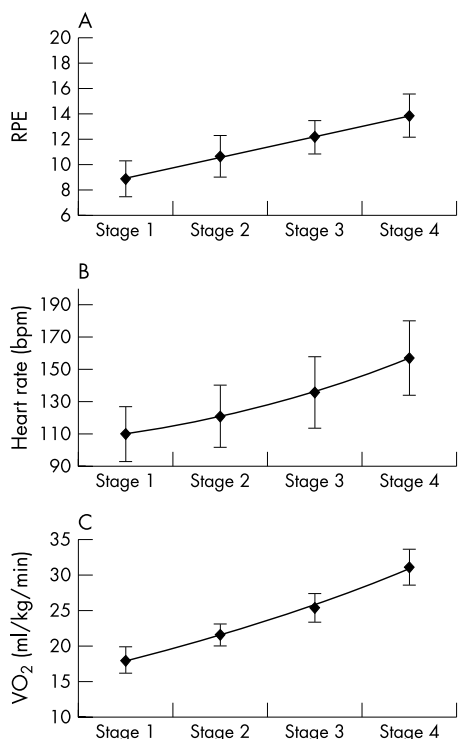 A
20
18
16
14
12
10
8
6
RPE
Stage 1 Stage 2 Stage 3 Stage 4
B
190
170
150
130
110
90
Heart rate (bpm)
Stage 1 Stage 2 Stage 3 Stage 4
C
35
30
25
20
15
10
VO₂ (ml/kg/min)
Stage 1 Stage 2 Stage 3 Stage 4